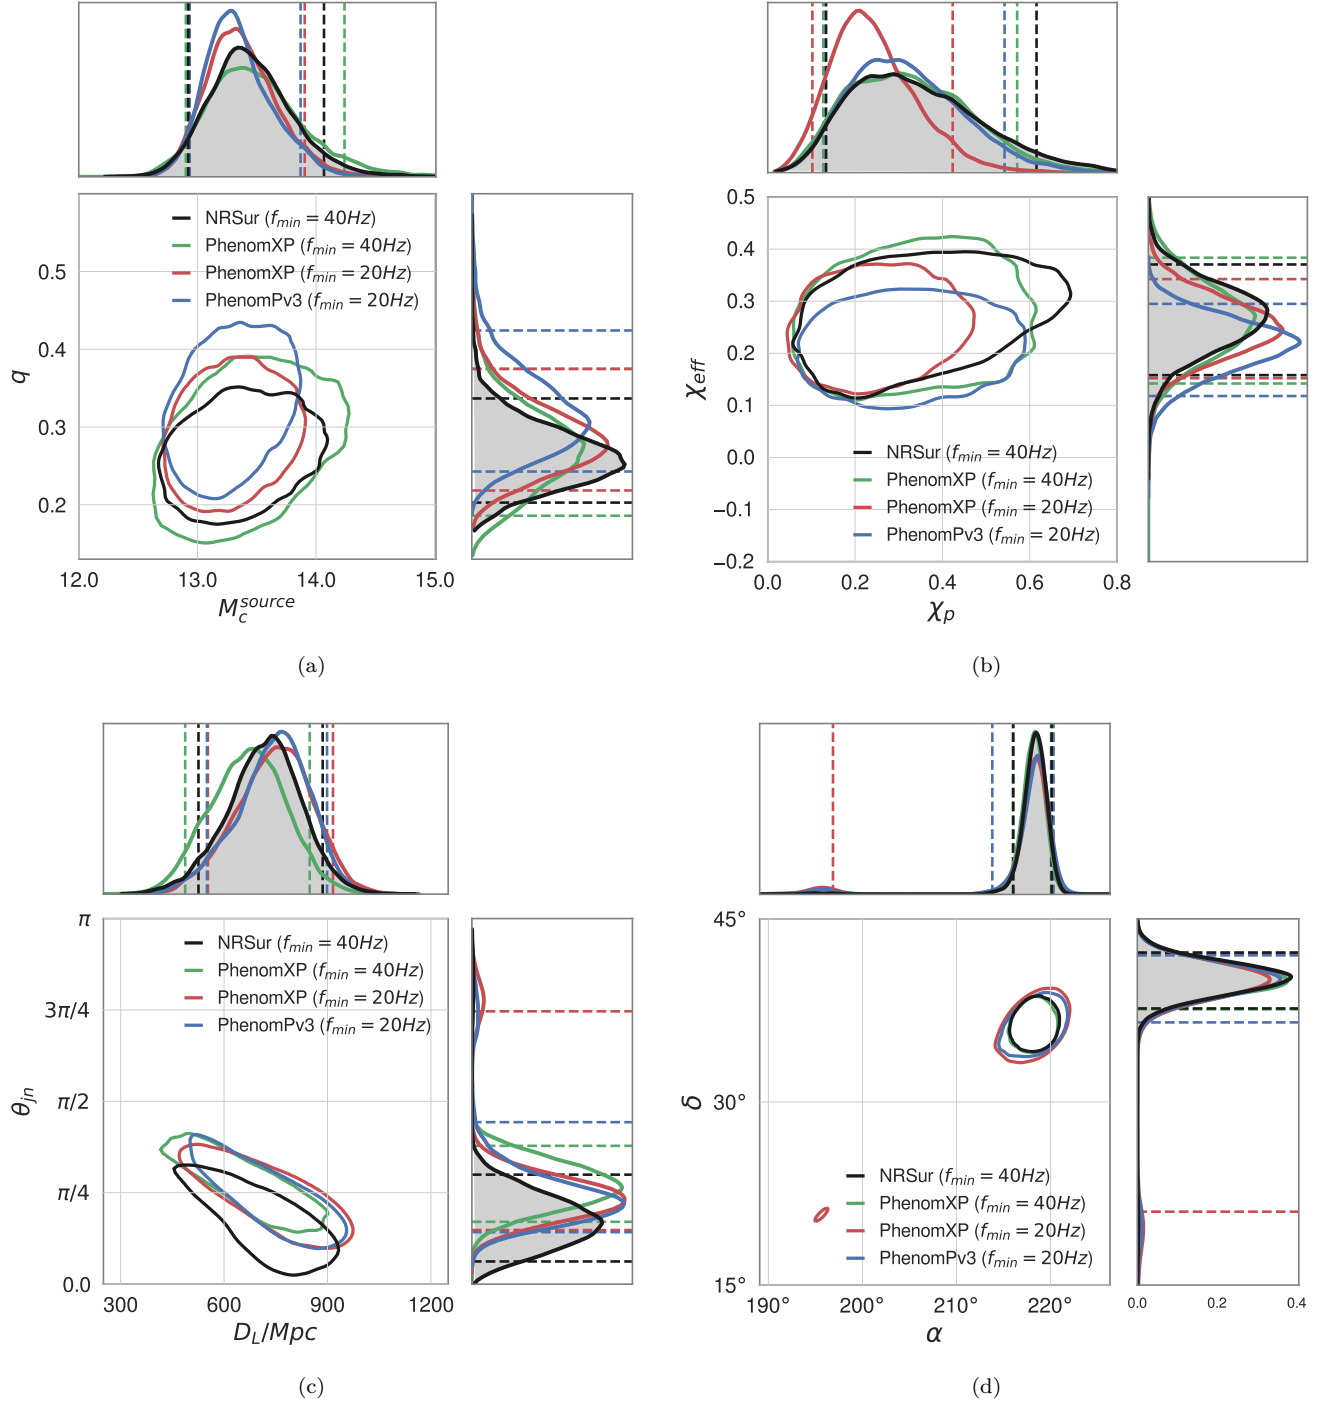 NRSur (f_min = 40Hz)
PhenomXP (f_min = 40Hz)
PhenomXP (f_min = 20Hz)
PhenomPv3 (f_min = 20Hz)
0.5
0.4
0.3
0.2
q
12.0 13.0 14.0 15.0
M_c^source
(a)
0.5
0.4
0.3
0.2
0.1
0.0
−0.1
−0.2
χ_eff
NRSur (f_min = 40Hz)
PhenomXP (f_min = 40Hz)
PhenomXP (f_min = 20Hz)
PhenomPv3 (f_min = 20Hz)
0.0 0.2 0.4 0.6 0.8
χ_p
(b)
π
3π/4
π/2
π/4
0.0
θ_jn
NRSur (f_min = 40Hz)
PhenomXP (f_min = 40Hz)
PhenomXP (f_min = 20Hz)
PhenomPv3 (f_min = 20Hz)
300 600 900 1200
D_L/Mpc
(c)
45°
30°
15°
δ
NRSur (f_min = 40Hz)
PhenomXP (f_min = 40Hz)
PhenomXP (f_min = 20Hz)
PhenomPv3 (f_min = 20Hz)
190° 200° 210° 220°
α
0.0 0.2 0.4
(d)